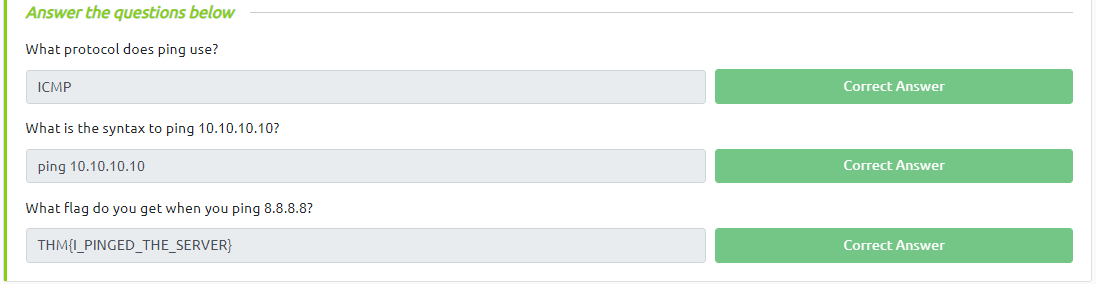 Answer the questions below
What protocol does ping use?
ICMP
Correct Answer
What is the syntax to ping 10.10.10.10?
ping 10.10.10.10
Correct Answer
What flag do you get when you ping 8.8.8.8?
THM{I_PINGED_THE_SERVER}
Correct Answer